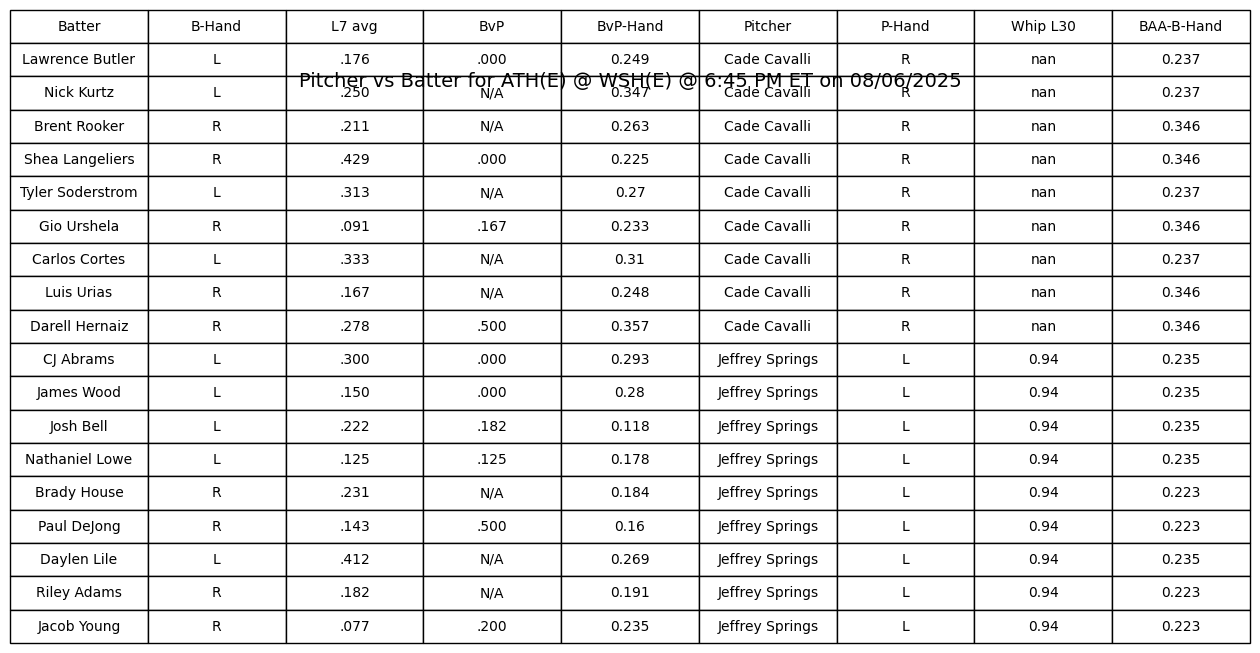 Batter B-Hand L7 avg BvP BvP-Hand Pitcher P-Hand Whip L30 BAA-B-Hand
Lawrence Butler L .176 .000 0.249 Cade Cavalli R nan 0.237
Pitcher vs Batter for ATH(E) @ WSH(E) @ 6:45 PM ET on 08/06/2025
Nick Kurtz L .250 N/A 0.347 Cade Cavalli R nan 0.237
Brent Rooker R .211 N/A 0.263 Cade Cavalli R nan 0.346
Shea Langeliers R .429 .000 0.225 Cade Cavalli R nan 0.346
Tyler Soderstrom L .313 N/A 0.27 Cade Cavalli R nan 0.237
Gio Urshela R .091 .167 0.233 Cade Cavalli R nan 0.346
Carlos Cortes L .333 N/A 0.31 Cade Cavalli R nan 0.237
Luis Urias R .167 N/A 0.248 Cade Cavalli R nan 0.346
Darell Hernaiz R .278 .500 0.357 Cade Cavalli R nan 0.346
CJ Abrams L .300 .000 0.293 Jeffrey Springs L 0.94 0.235
James Wood L .150 .000 0.28 Jeffrey Springs L 0.94 0.235
Josh Bell L .222 .182 0.118 Jeffrey Springs L 0.94 0.235
Nathaniel Lowe L .125 .125 0.178 Jeffrey Springs L 0.94 0.235
Brady House R .231 N/A 0.184 Jeffrey Springs L 0.94 0.223
Paul DeJong R .143 .500 0.16 Jeffrey Springs L 0.94 0.223
Daylen Lile L .412 N/A 0.269 Jeffrey Springs L 0.94 0.235
Riley Adams R .182 N/A 0.191 Jeffrey Springs L 0.94 0.223
Jacob Young R .077 .200 0.235 Jeffrey Springs L 0.94 0.223